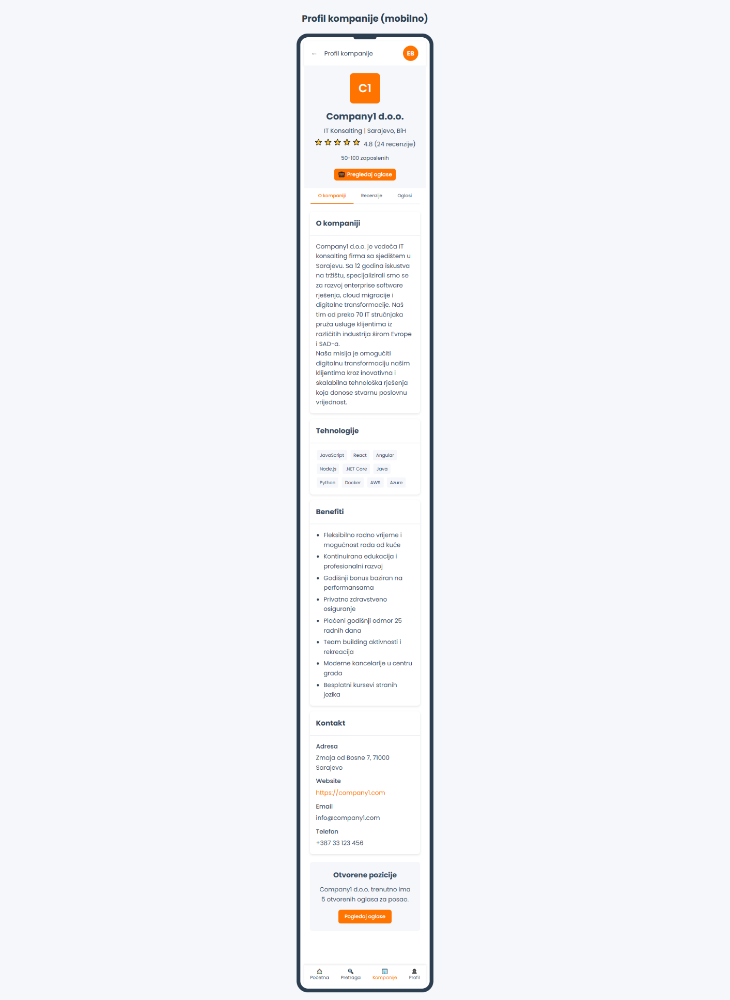 Profil kompanije (mobilno)
← Profil kompanije
EB
C1
Company1 d.o.o.
IT Konsalting | Sarajevo, BiH
4.8 (24 recenzije)
50-100 zaposlenih
Pregledaj oglase
O kompaniji Recenzije Oglasi
O kompaniji
Company1 d.o.o. je vodeća IT
konsalting firma sa sjedištem u
Sarajevu. Sa 12 godina iskustva
na tržištu, specijalizirali smo se
za razvoj enterprise software
rješenja, cloud migracije i
digitalne transformacije. Naš
tim od preko 70 IT stručnjaka
pruža usluge klijentima iz
različitih industrija širom Evrope
i SAD-a.
Naša misija je omogućiti
digitalnu transformaciju našim
klijentima kroz inovativna i
skalabilna tehnološka rješenja
koja donose stvarnu poslovnu
vrijednost.
Tehnologije
JavaScript React Angular
Node.js .NET Core Java
Python Docker AWS Azure
Benefiti
• Fleksibilno radno vrijeme i
mogućnost rada od kuće
• Kontinuirana edukacija i
profesionalni razvoj
• Godišnji bonus baziran na
performansama
• Privatno zdravstveno
osiguranje
• Plaćeni godišnji odmor 25
radnih dana
• Team building aktivnosti i
rekreacija
• Moderne kancelarije u centru
grada
• Besplatni kursevi stranih
jezika
Kontakt
Adresa
Zmaja od Bosne 7, 71000
Sarajevo
Website
https://company1.com
Email
info@company1.com
Telefon
+387 33 123 456
Otvorene pozicije
Company1 d.o.o. trenutno ima
5 otvorenih oglasa za posao.
Pogledaj oglase
Početna Pretraga Kompanije Profil